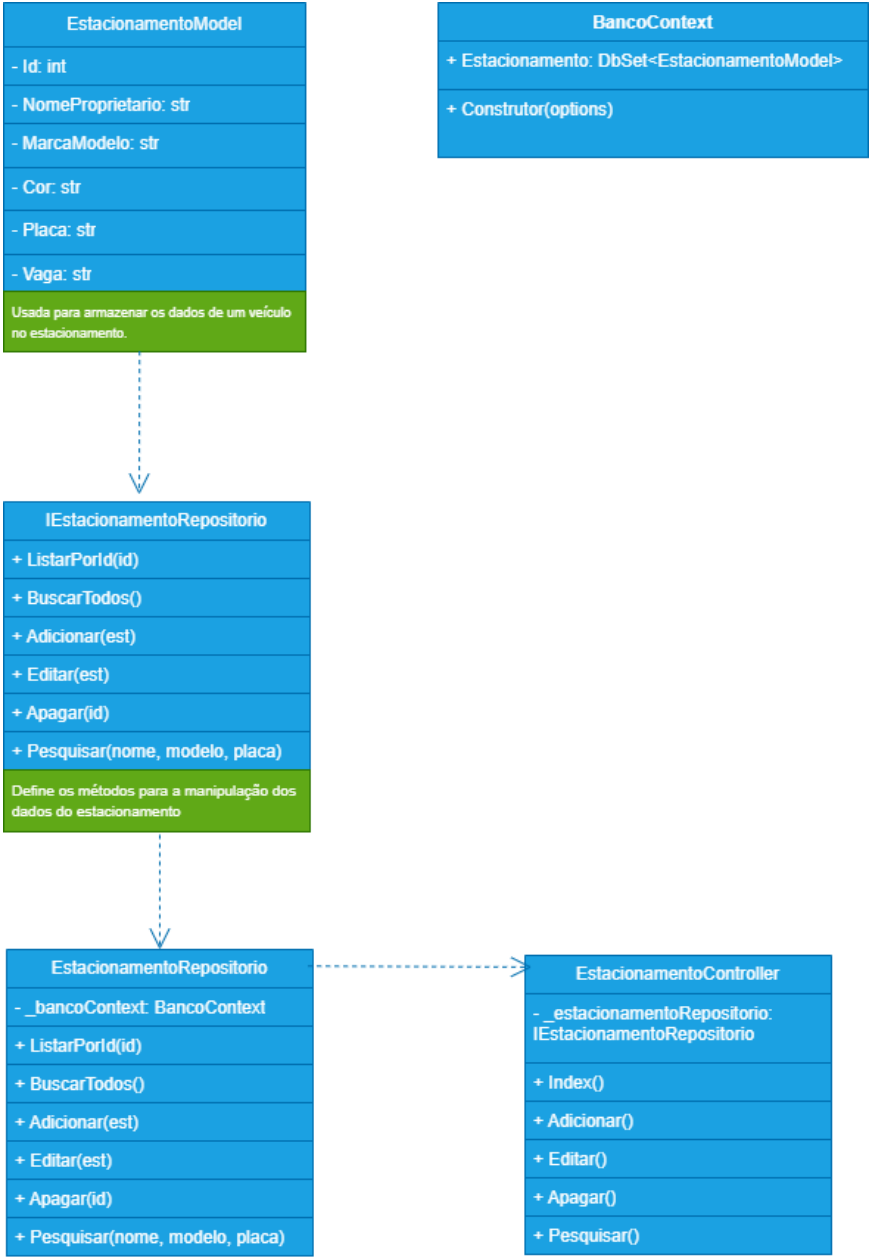 EstacionamentoModel
- Id: int
- NomeProprietario: str
- MarcaModelo: str
- Cor: str
- Placa: str
- Vaga: str
Usada para armazenar os dados de um veículo
no estacionamento.
BancoContext
+ Estacionamento: DbSet<EstacionamentoModel>
+ Construtor(options)
IEstacionamentoRepositorio
+ ListarPorId(id)
+ BuscarTodos()
+ Adicionar(est)
+ Editar(est)
+ Apagar(id)
+ Pesquisar(nome, modelo, placa)
Define os métodos para a manipulação dos
dados do estacionamento
EstacionamentoRepositorio
- _bancoContext: BancoContext
+ ListarPorId(id)
+ BuscarTodos()
+ Adicionar(est)
+ Editar(est)
+ Apagar(id)
+ Pesquisar(nome, modelo, placa)
EstacionamentoController
- _estacionamentoRepositorio:
IEstacionamentoRepositorio
+ Index()
+ Adicionar()
+ Editar()
+ Apagar()
+ Pesquisar()